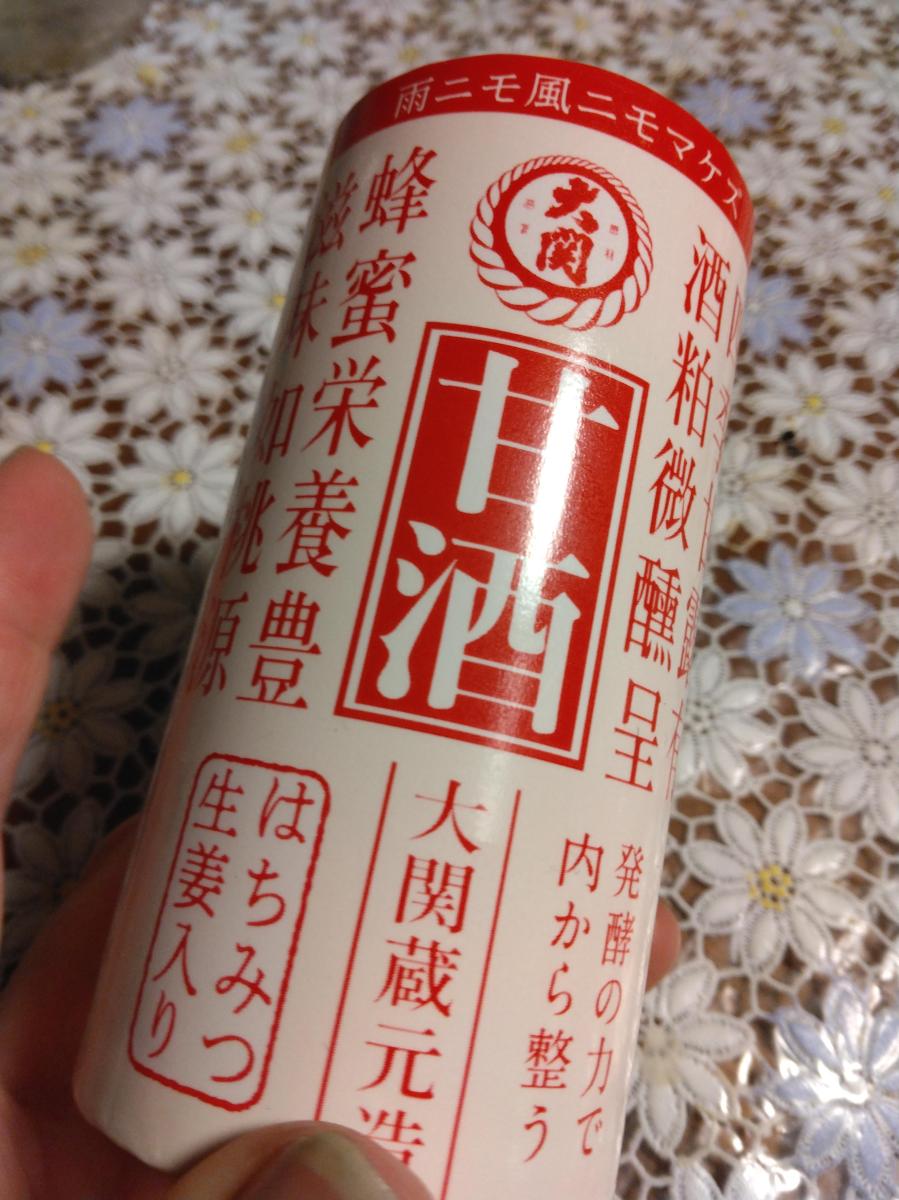 雨ニモ風ニモマケズ
大関
酒粕微醺呈
甘酒
蜂蜜栄養豊
滋味如桃源
発酵の力で
内から整う
大関蔵元造
はちみつ
生姜入り